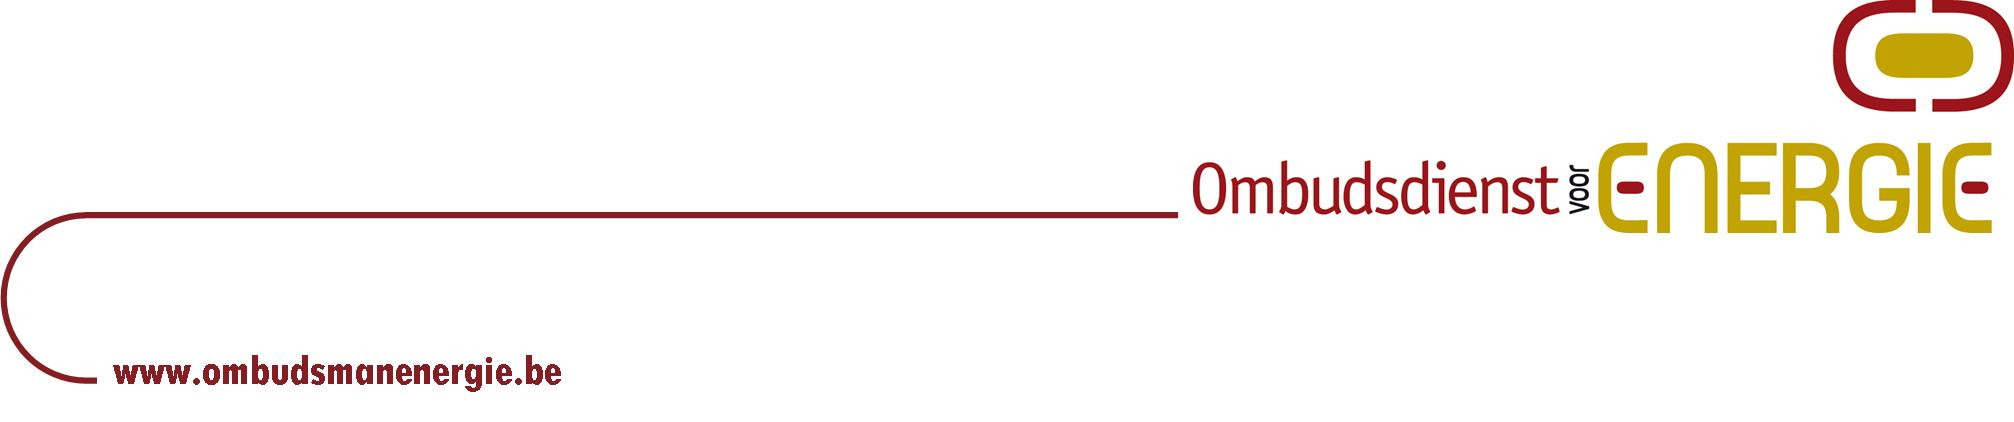 Ombudsdienst voor ENERGIE
www.ombudsmanenergie.be